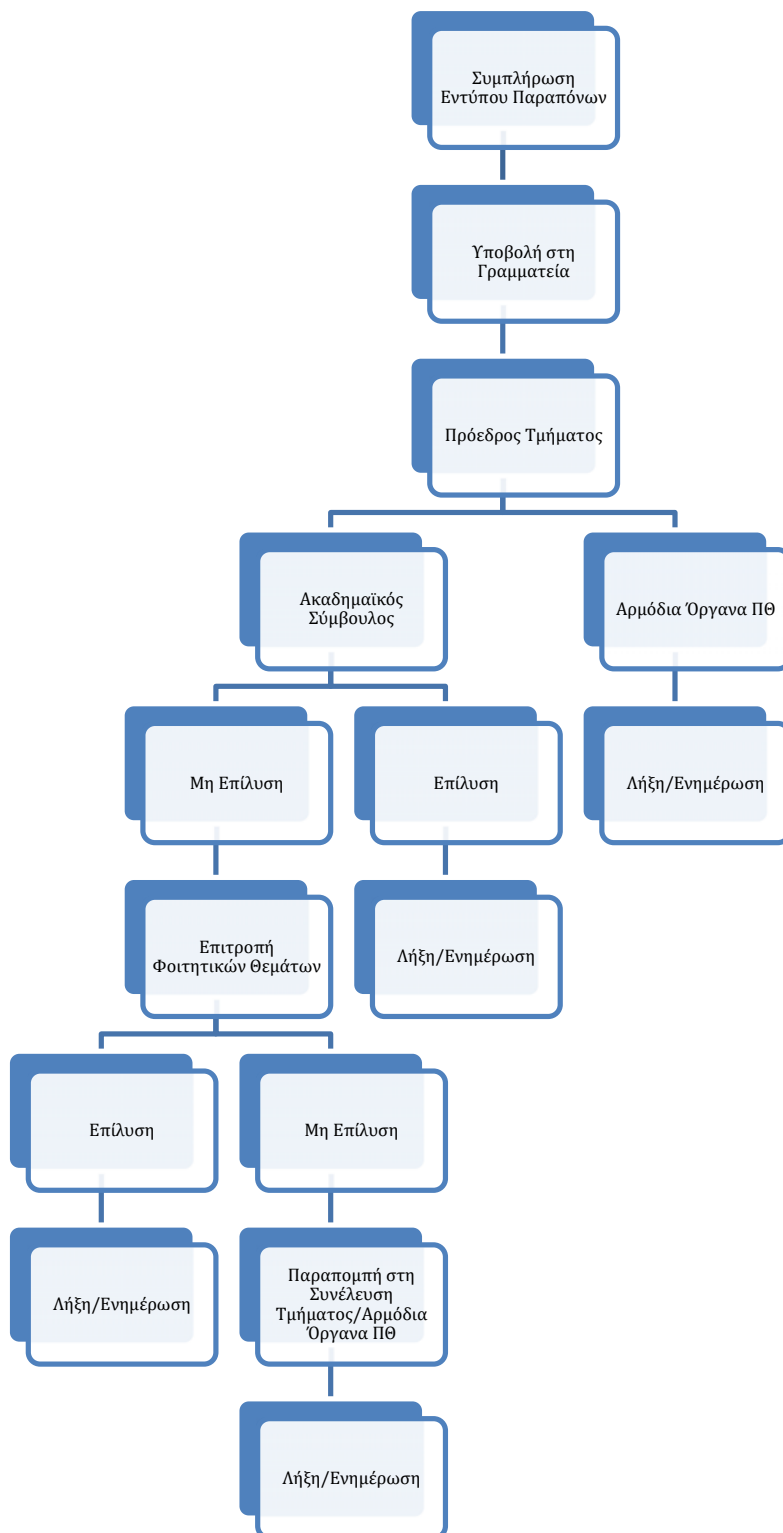 Συμπλήρωση
Εντύπου Παραπόνων
Υποβολή στη
Γραμματεία
Πρόεδρος Τμήματος
Ακαδημαϊκός
Σύμβουλος
Αρμόδια Όργανα ΠΘ
Μη Επίλυση
Επίλυση
Λήξη/Ενημέρωση
Επιτροπή
Φοιτητικών Θεμάτων
Λήξη/Ενημέρωση
Επίλυση
Μη Επίλυση
Λήξη/Ενημέρωση
Παραπομπή στη
Συνέλευση
Τμήματος/Αρμόδια
Όργανα ΠΘ
Λήξη/Ενημέρωση